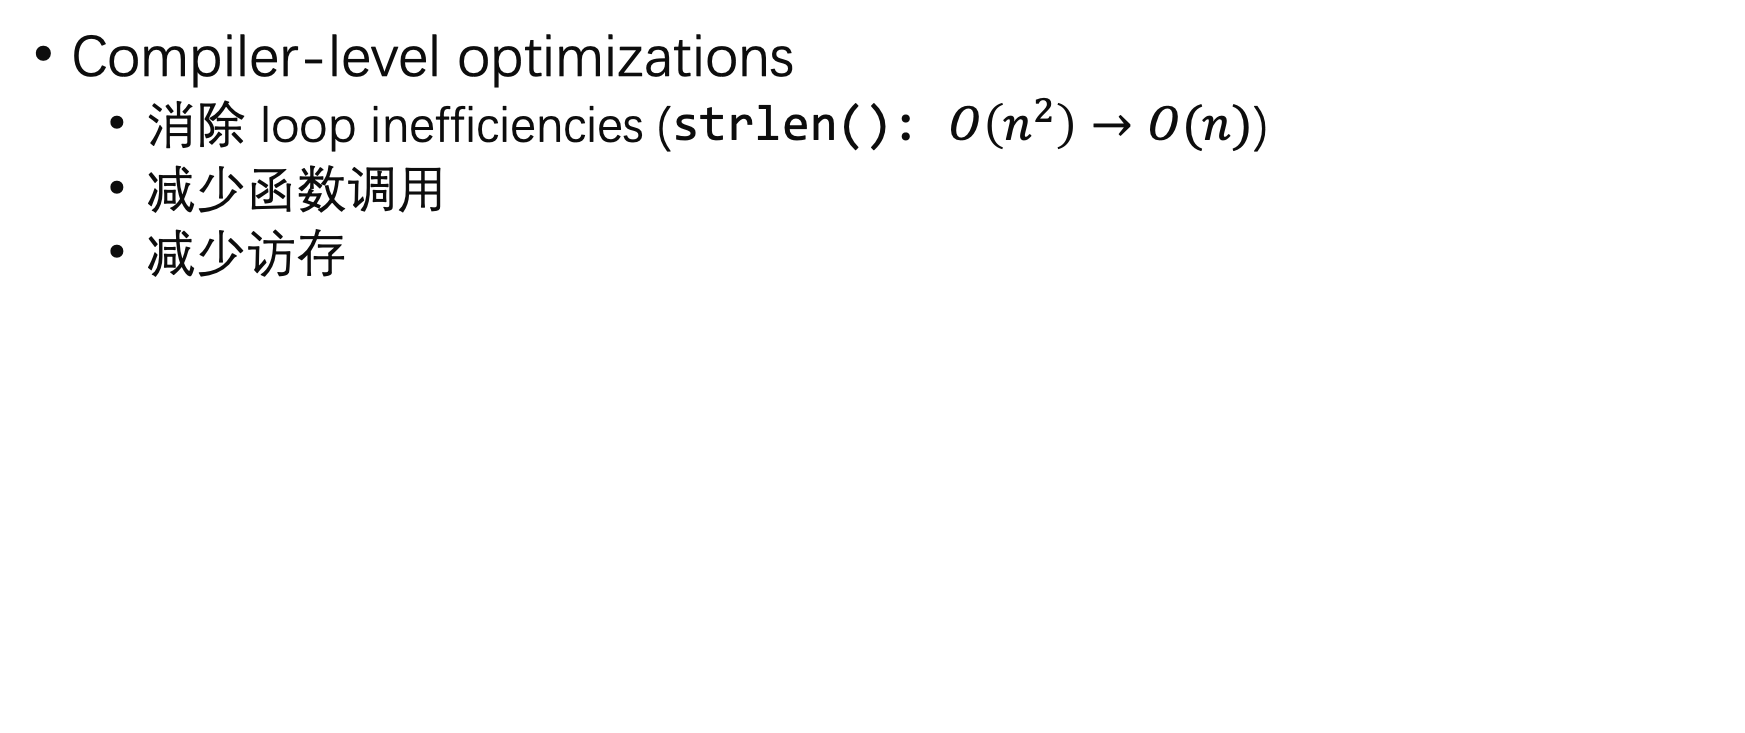 • Compiler-level optimizations
• 消除 loop inefficiencies (strlen(): O(n²) → O(n))
• 减少函数调用
• 减少访存